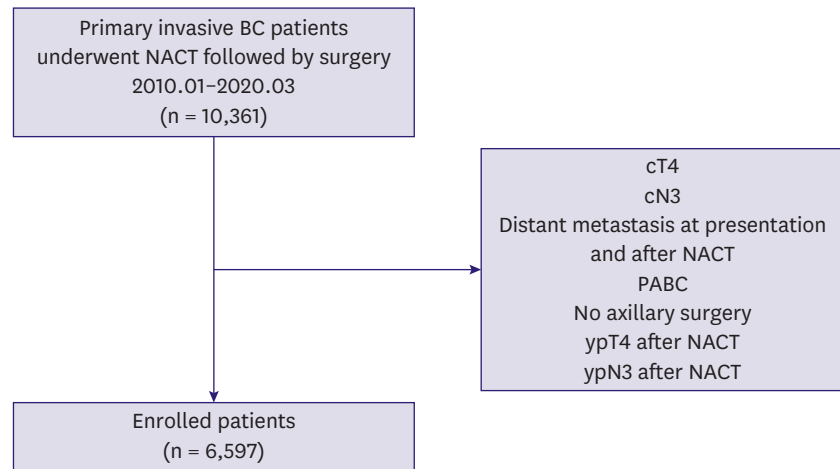 Primary invasive BC patients
underwent NACT followed by surgery
2010.01–2020.03
(n = 10,361)
cT4
cN3
Distant metastasis at presentation
and after NACT
PABC
No axillary surgery
ypT4 after NACT
ypN3 after NACT
Enrolled patients
(n = 6,597)